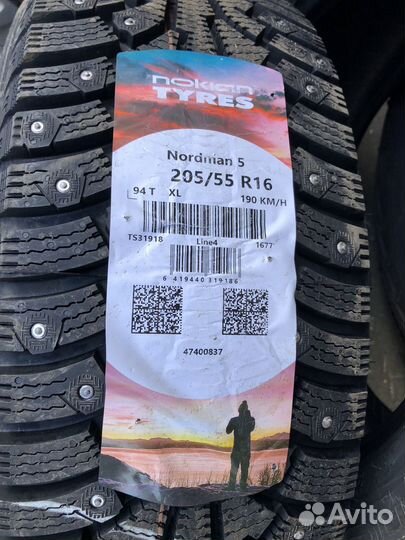 nokian
TYRES
Nordman 5
205/55 R16
94 T XL 190 KM/H
TS31918 Line4 1677
6 419440 319186
47400837
Avito